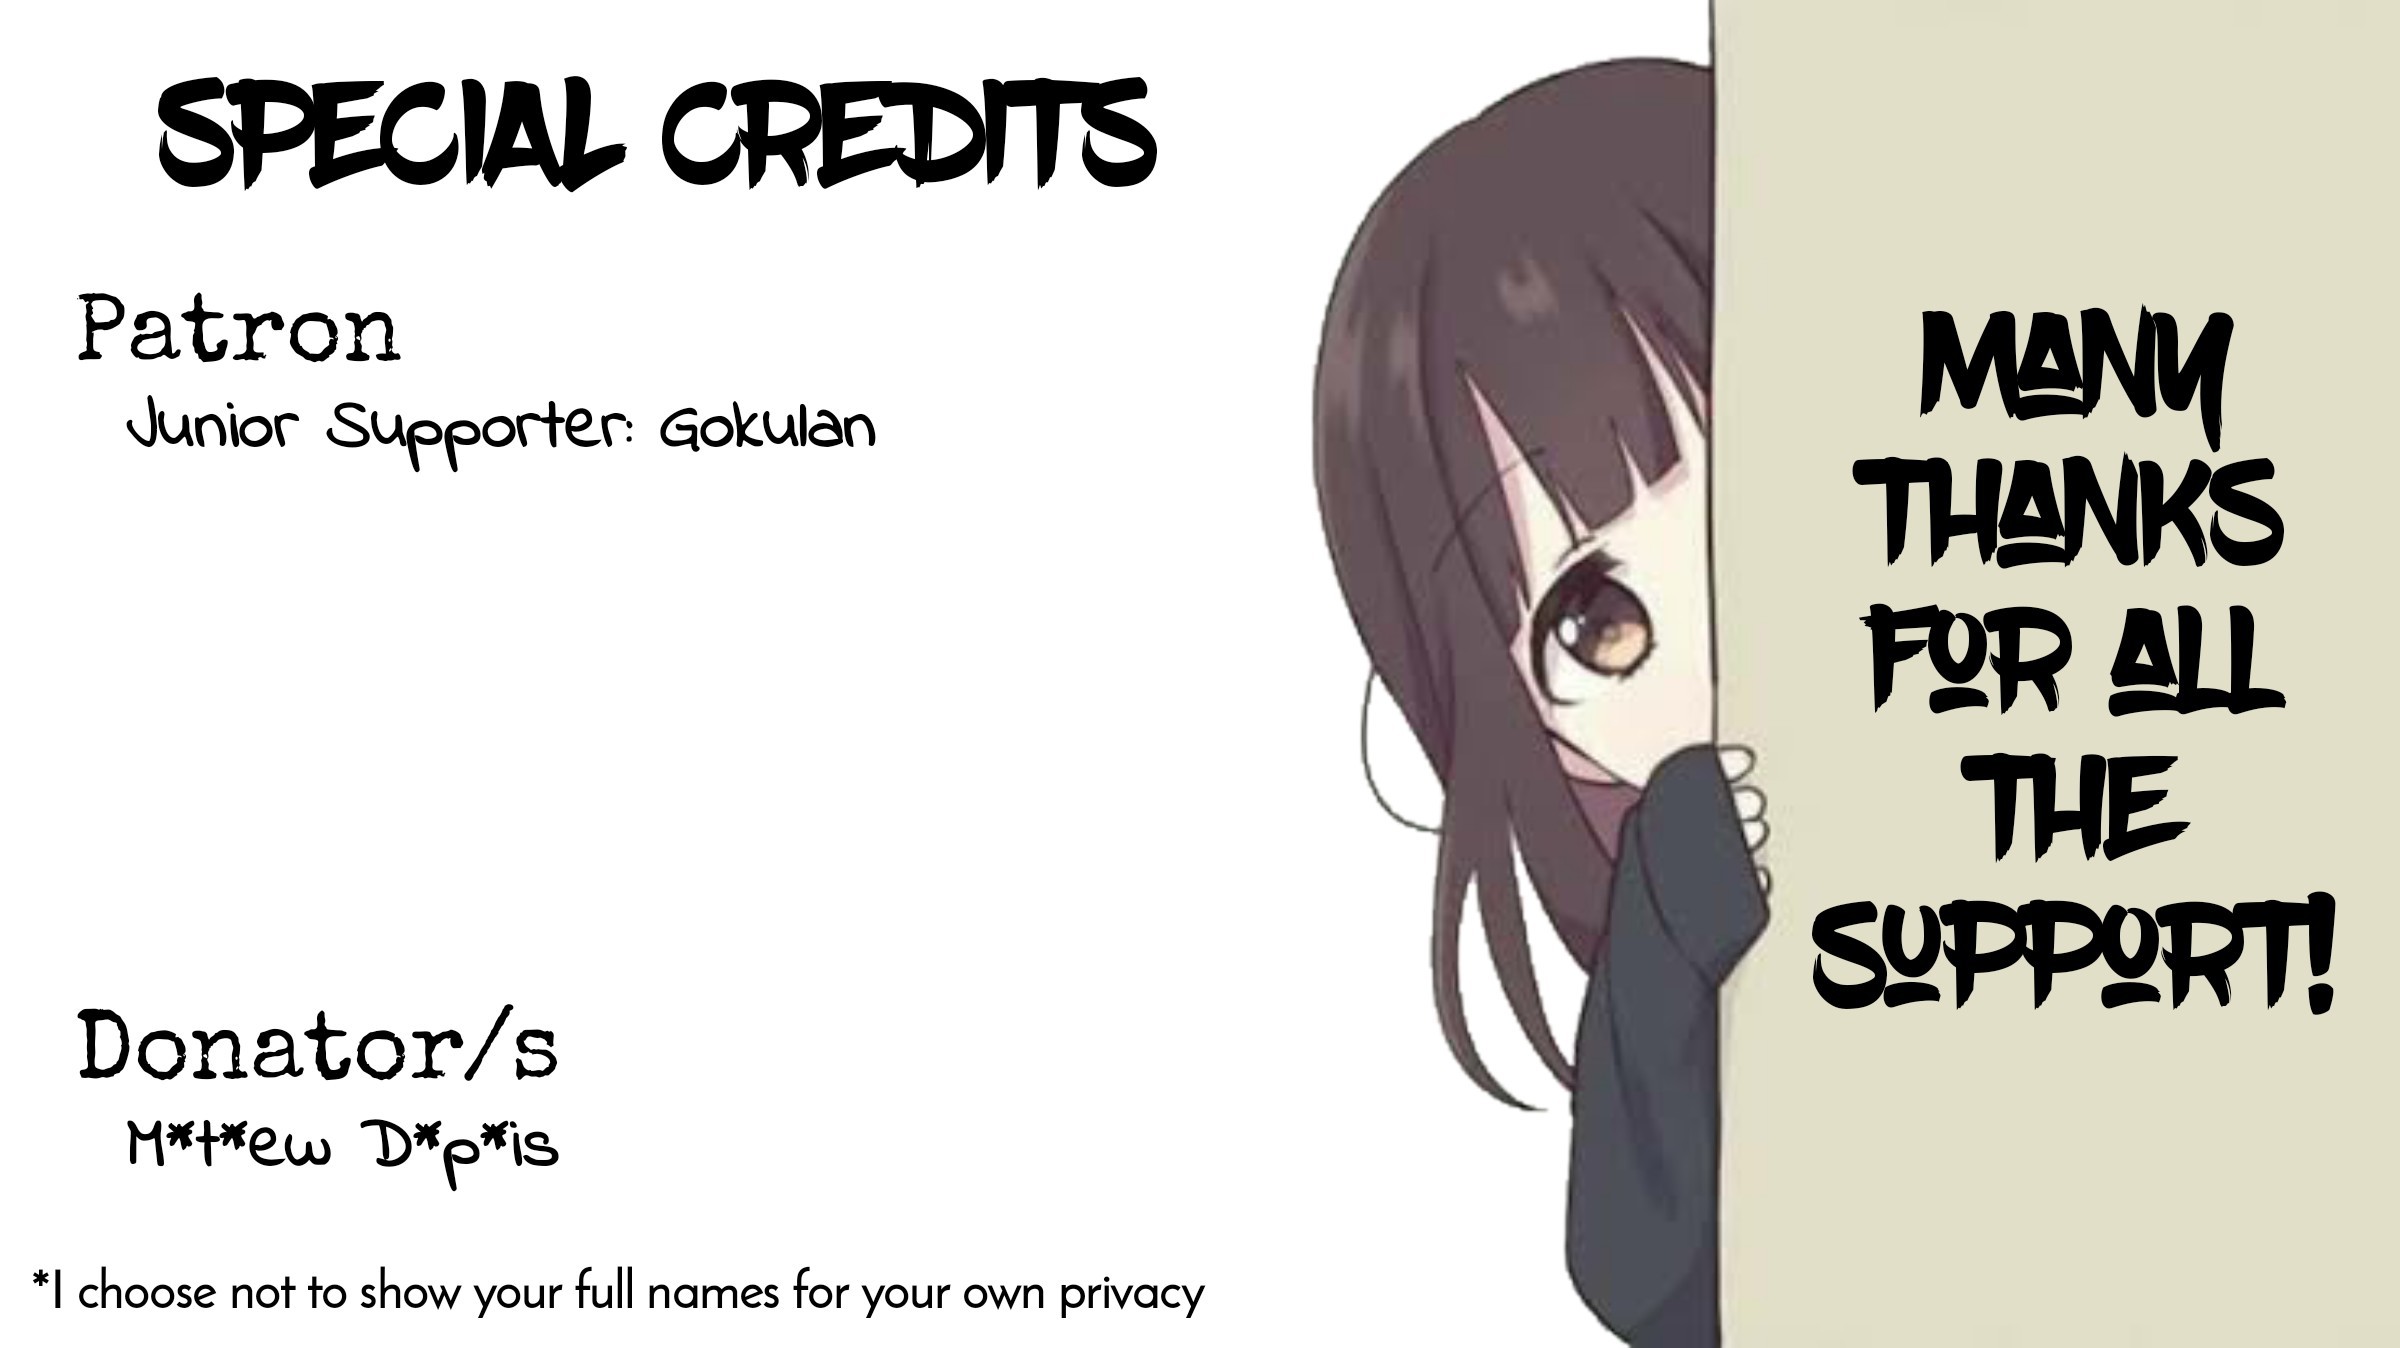 SPECIAL CREDITS
Patron
Junior Supporter: Gokulan
Donator/s
M*t*ew D*p*is
*I choose not to show your full names for your own privacy
MANY
THANKS
FOR ALL
THE
SUPPORT!